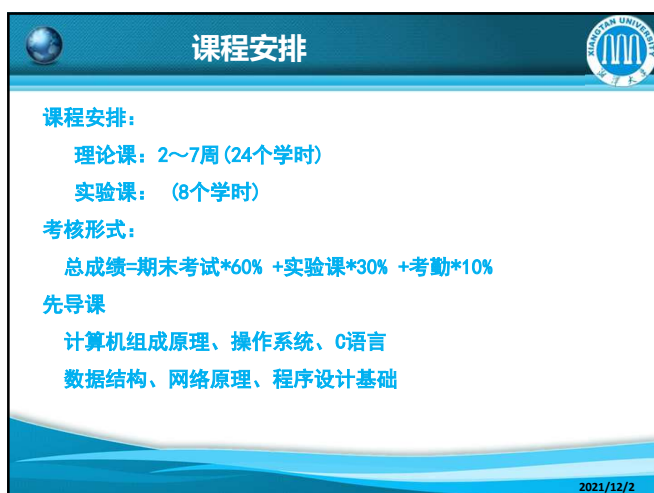 课程安排
XIANGTAN UNIVERSITY
课程安排：
理论课：2～7周(24个学时)
实验课： (8个学时)
考核形式：
总成绩=期末考试*60% +实验课*30% +考勤*10%
先导课
计算机组成原理、操作系统、C语言
数据结构、网络原理、程序设计基础
2021/12/2